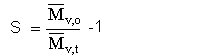 S = M̅v,o / M̅v,t -1